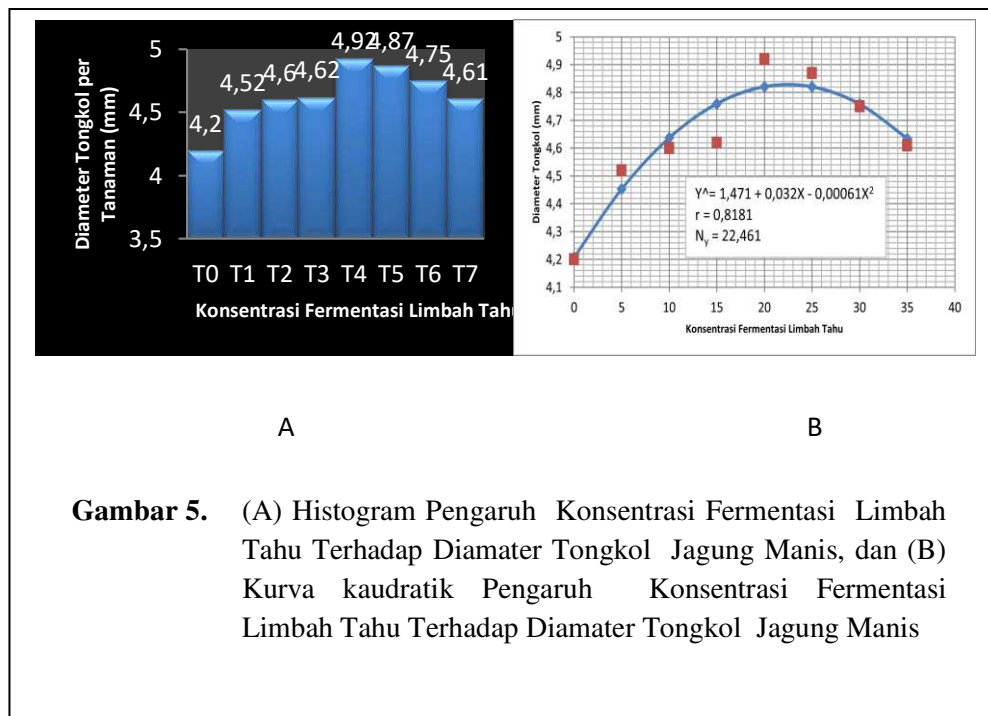 Diameter Tongkol per
Tanaman (mm)
5
4,5
4
3,5
4,2
4,52
4,6
4,62
4,92
4,87
4,75
4,61
T0 T1 T2 T3 T4 T5 T6 T7
Konsentrasi Fermentasi Limbah Tahu
Diameter Tongkol (mm)
5
4,9
4,8
4,7
4,6
4,5
4,4
4,3
4,2
4,1
Y^= 1,471 + 0,032X - 0,00061X²
r = 0,8181
Nᵧ = 22,461
0 5 10 15 20 25 30 35 40
Konsentrasi Fermentasi Limbah Tahu
A B
Gambar 5. (A) Histogram Pengaruh Konsentrasi Fermentasi Limbah
Tahu Terhadap Diamater Tongkol Jagung Manis, dan (B)
Kurva kaudratik Pengaruh Konsentrasi Fermentasi
Limbah Tahu Terhadap Diamater Tongkol Jagung Manis